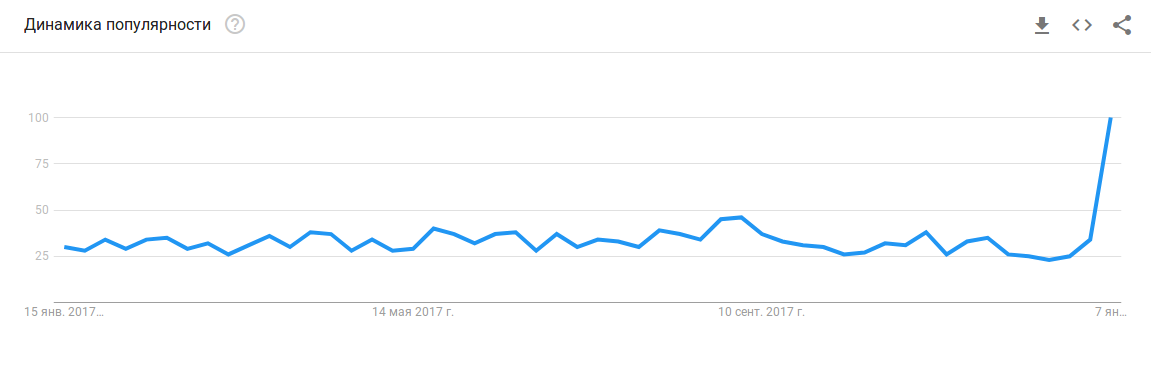 Динамика популярности ?
100
75
50
25
15 янв. 2017…
14 мая 2017 г.
10 сент. 2017 г.
7 ян…